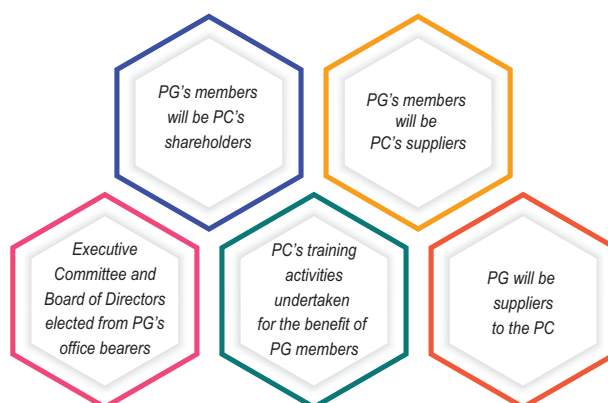 PG's members
will be PC's
shareholders
PG's members
will be
PC's suppliers
Executive
Committee and
Board of Directors
elected from PG's
office bearers
PC's training
activities
undertaken
for the benefit of
PG members
PG will be
suppliers
to the PC